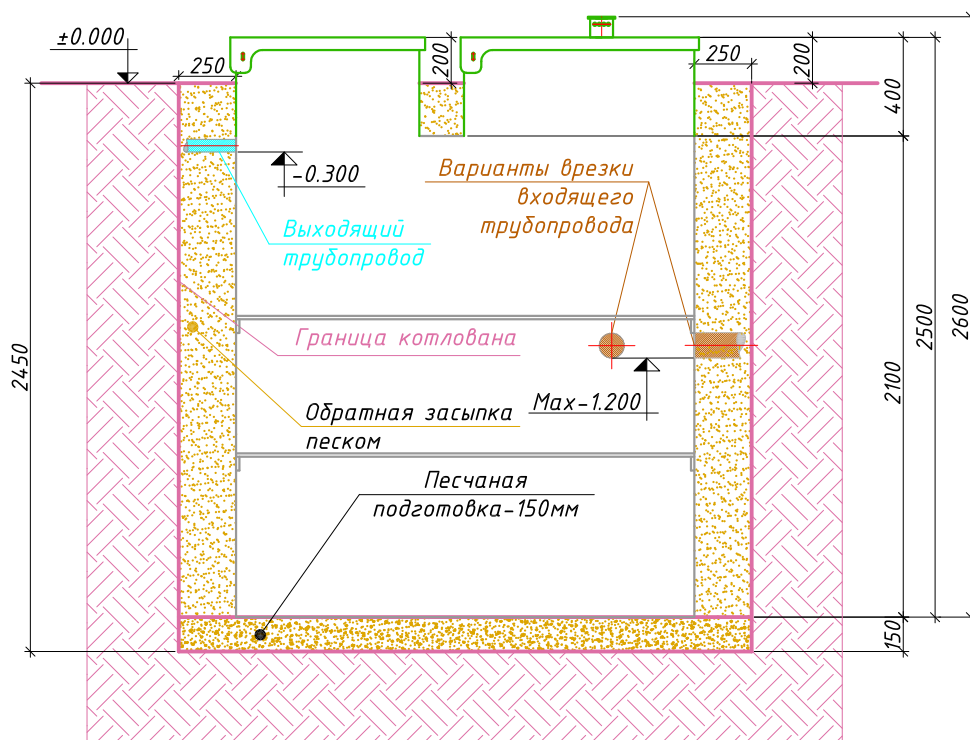 ±0.000
250
200
250
200
400
-0.300
Варианты врезки
входящего
трубопровода
Выходящий
трубопровод
2600
2500
Граница котлована
2450
2100
Max-1.200
Обратная засыпка
песком
Песчаная
подготовка-150мм
150